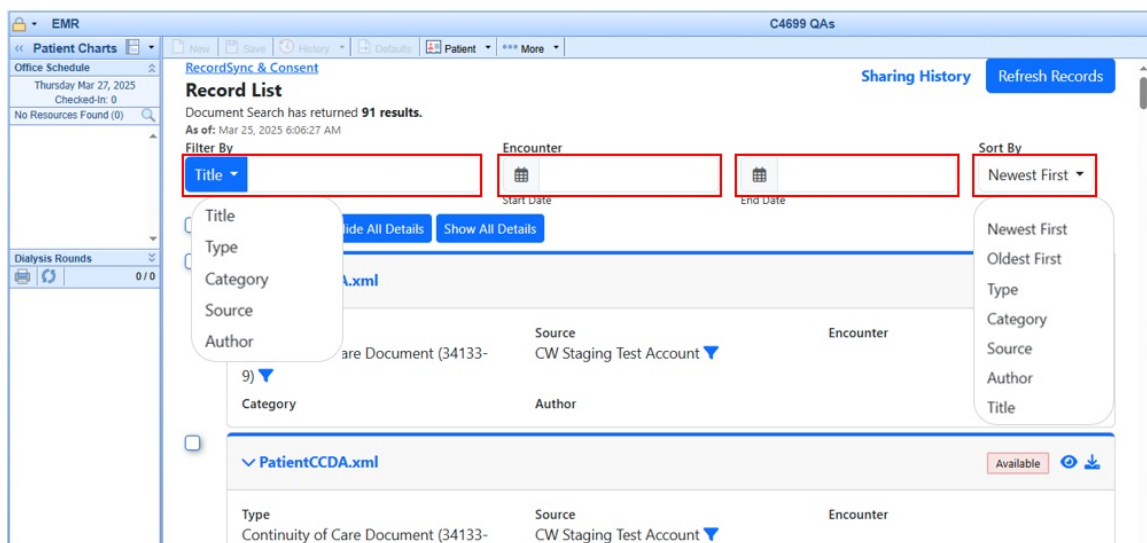 EMR
C4699 QAs
Patient Charts
New Save History Defaults Patient More
Office Schedule
Thursday Mar 27, 2025
Checked-In: 0
No Resources Found (0)
Dialysis Rounds
0 / 0
RecordSync & Consent
Sharing History
Refresh Records
Record List
Document Search has returned 91 results.
As of: Mar 25, 2025 6:06:27 AM
Filter By
Encounter
Sort By
Title
Newest First
Start Date
End Date
Title
Type
Category
Source
Author
Hide All Details
Show All Details
Newest First
Oldest First
Type
Category
Source
Author
Title
A.xml
Source
Encounter
are Document (34133-
9)
CW Staging Test Account
Category
Author
PatientCCDA.xml
Available
Type
Source
Encounter
Continuity of Care Document (34133-
CW Staging Test Account